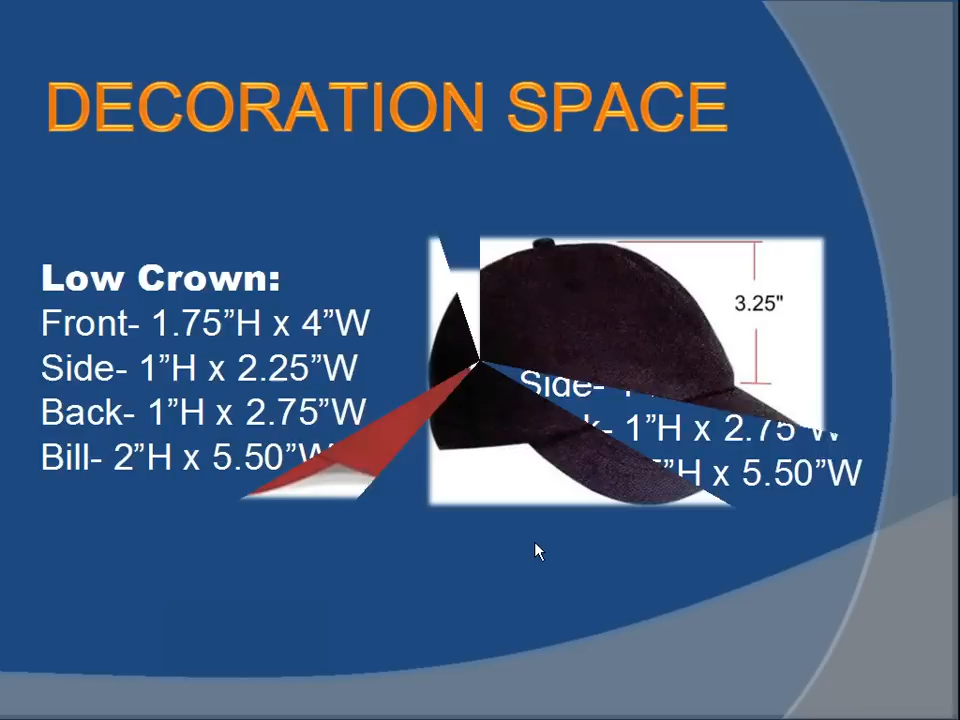 DECORATION SPACE
Low Crown:
Front- 1.75”H x 4”W
Side- 1”H x 2.25”W
Back- 1”H x 2.75”W
Bill- 2”H x 5.50”W
3.25"
Side-
1”H x 2.75”W
”H x 5.50”W